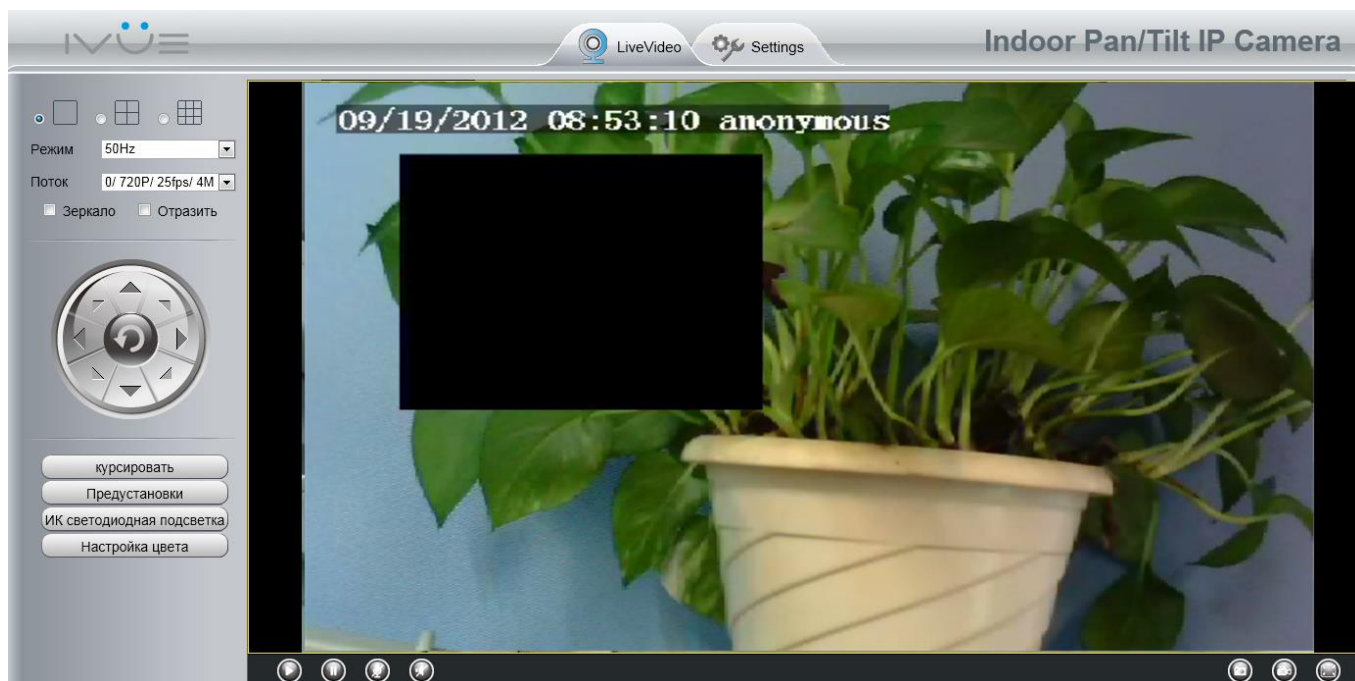 IVUE
LiveVideo
Settings
Indoor Pan/Tilt IP Camera
Режим 50Hz
Поток 0/ 720P/ 25fps/ 4M
Зеркало Отразить
курсировать
Предустановки
ИК светодиодная подсветка
Настройка цвета
09/19/2012 08:53:10 anonymous